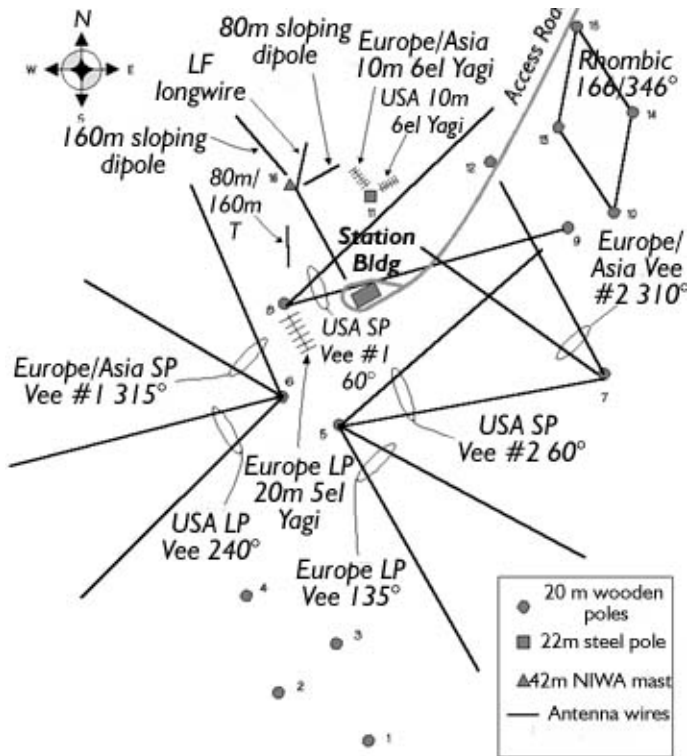 N
W
E
S
80m sloping
dipole
LF
longwire
160m sloping
dipole
Europe/Asia
10m 6el Yagi
USA 10m
6el Yagi
Access Road
15
Rhombic
166/346°
14
13
12
10
16
11
9
80m/
160m
T
Station
Bldg
Europe/
Asia Vee
#2 310°
8
USA SP
Vee #1
60°
Europe/Asia SP
Vee #1 315°
6
7
5
USA SP
Vee #2 60°
Europe LP
20m 5el
Yagi
USA LP
Vee 240°
Europe LP
Vee 135°
4
3
2
1
20 m wooden
poles
22m steel pole
42m NIWA mast
Antenna wires